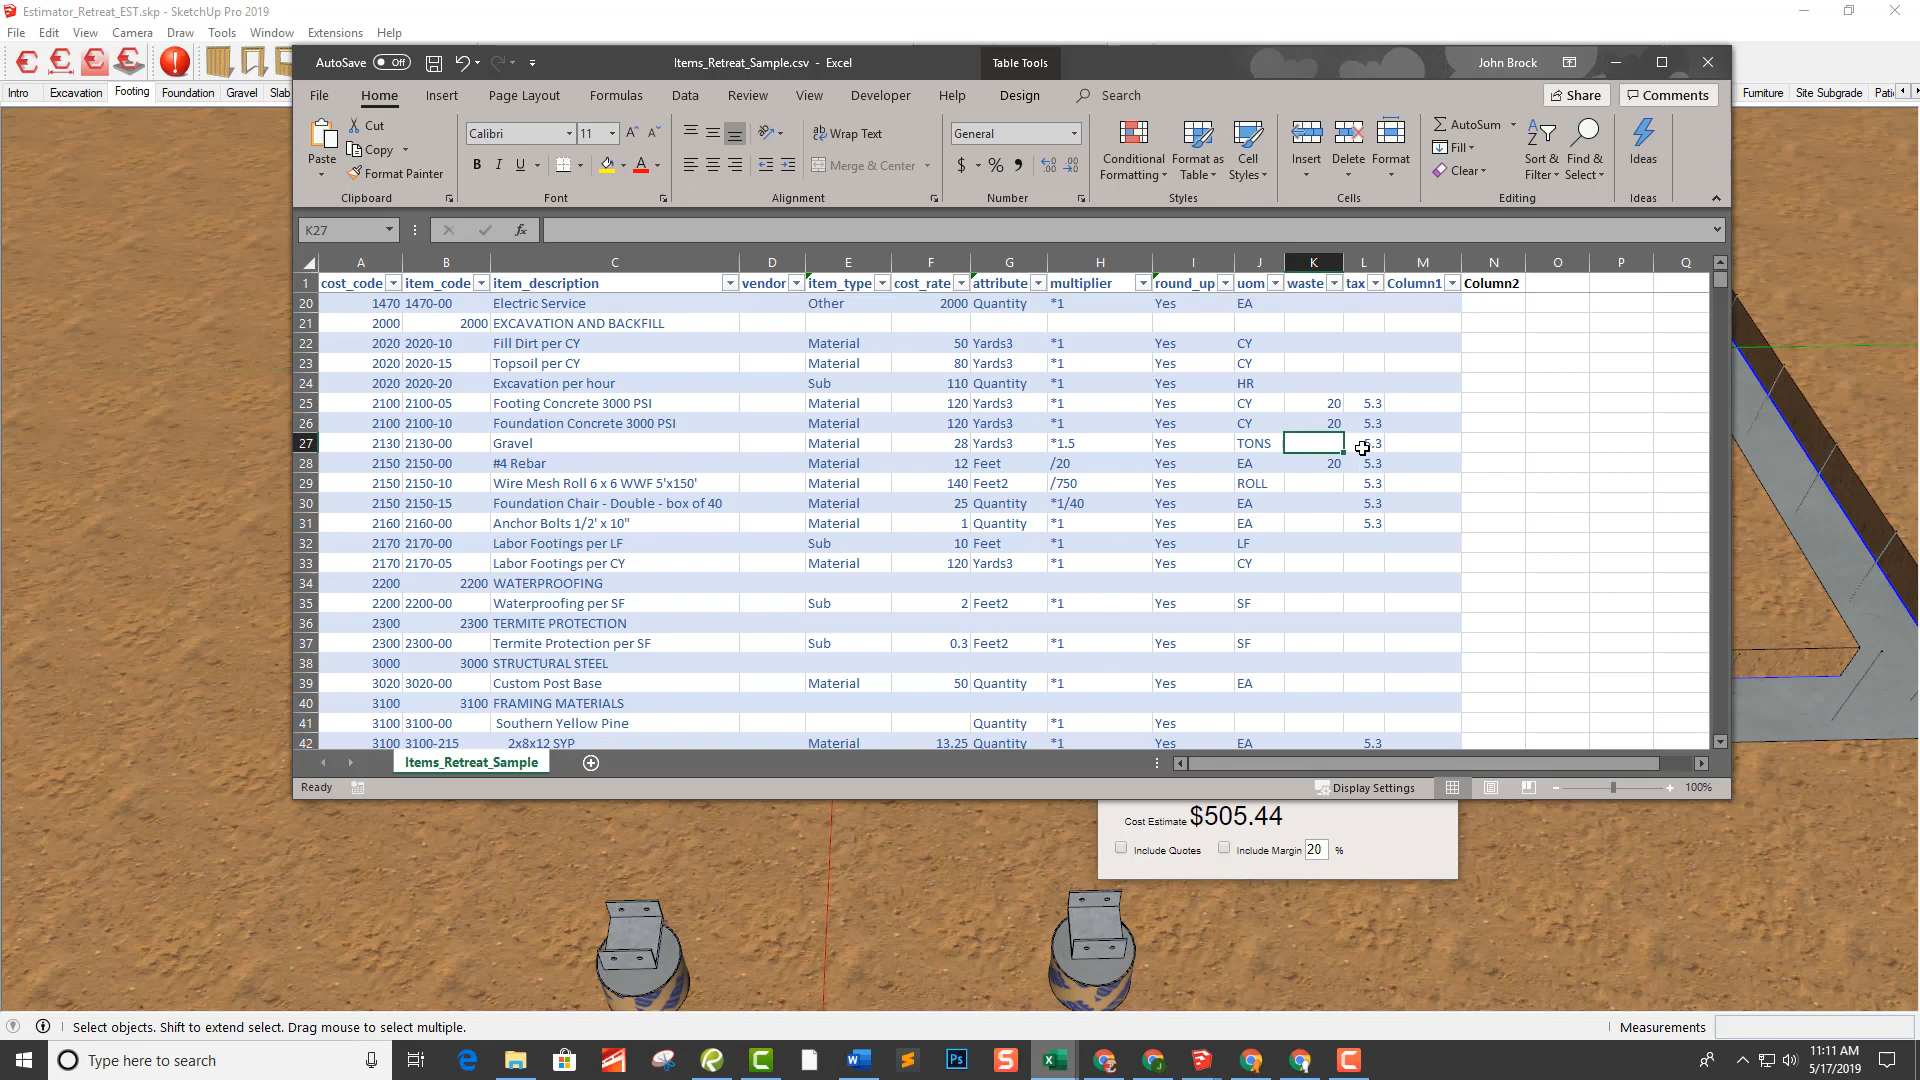 Estimator_Retreat_EST.skp - SketchUp Pro 2019
File Edit View Camera Draw Tools Window Extensions Help
Intro Excavation Footing Foundation Gravel Slab Furniture Site Subgrade
AutoSave Off Items_Retreat_Sample.csv - Excel Table Tools John Brock
File Home Insert Page Layout Formulas Data Review View Developer Help Design Search Share Comments
Paste Cut Copy Format Painter
Calibri 11 Wrap Text Merge & Center General
Conditional Formatting Format as Table Cell Styles Insert Delete Format
AutoSum Fill Clear Sort & Filter Find & Select Ideas
Clipboard Font Alignment Number Styles Cells Editing Ideas
K27 fx
A B C D E F G H I J K L M N O P Q
1 cost_code item_code item_description vendor item_type cost_rate attribute multiplier round_up uom waste tax Column1 Column2
20 1470 1470-00 Electric Service Other 2000 Quantity *1 Yes EA
21 2000 2000 EXCAVATION AND BACKFILL
22 2020 2020-10 Fill Dirt per CY Material 50 Yards3 *1 Yes CY
23 2020 2020-15 Topsoil per CY Material 80 Yards3 *1 Yes CY
24 2020 2020-20 Excavation per hour Sub 110 Quantity *1 Yes HR
25 2100 2100-05 Footing Concrete 3000 PSI Material 120 Yards3 *1 Yes CY 20 5.3
26 2100 2100-10 Foundation Concrete 3000 PSI Material 120 Yards3 *1 Yes CY 20 5.3
27 2130 2130-00 Gravel Material 28 Yards3 *1.5 Yes TONS 5.3
28 2150 2150-00 #4 Rebar Material 12 Feet /20 Yes EA 20 5.3
29 2150 2150-10 Wire Mesh Roll 6 x 6 WWF 5'x150' Material 140 Feet2 /750 Yes ROLL 5.3
30 2150 2150-15 Foundation Chair - Double - box of 40 Material 25 Quantity *1/40 Yes EA 5.3
31 2160 2160-00 Anchor Bolts 1/2' x 10" Material 1 Quantity *1 Yes EA 5.3
32 2170 2170-00 Labor Footings per LF Sub 10 Feet *1 Yes LF
33 2170 2170-05 Labor Footings per CY Material 120 Yards3 *1 Yes CY
34 2200 2200 WATERPROOFING
35 2200 2200-00 Waterproofing per SF Sub 2 Feet2 *1 Yes SF
36 2300 2300 TERMITE PROTECTION
37 2300 2300-00 Termite Protection per SF Sub 0.3 Feet2 *1 Yes SF
38 3000 3000 STRUCTURAL STEEL
39 3020 3020-00 Custom Post Base Material 50 Quantity *1 Yes EA
40 3100 3100 FRAMING MATERIALS
41 3100 3100-00 Southern Yellow Pine Quantity *1 Yes
42 3100 3100-215 2x8x12 SYP Material 13.25 Quantity *1 Yes EA 5.3
Items_Retreat_Sample
Ready Display Settings 100%
Cost Estimate $505.44
Include Quotes Include Margin 20 %
Select objects. Shift to extend select. Drag mouse to select multiple. Measurements
Type here to search 11:11 AM
5/17/2019